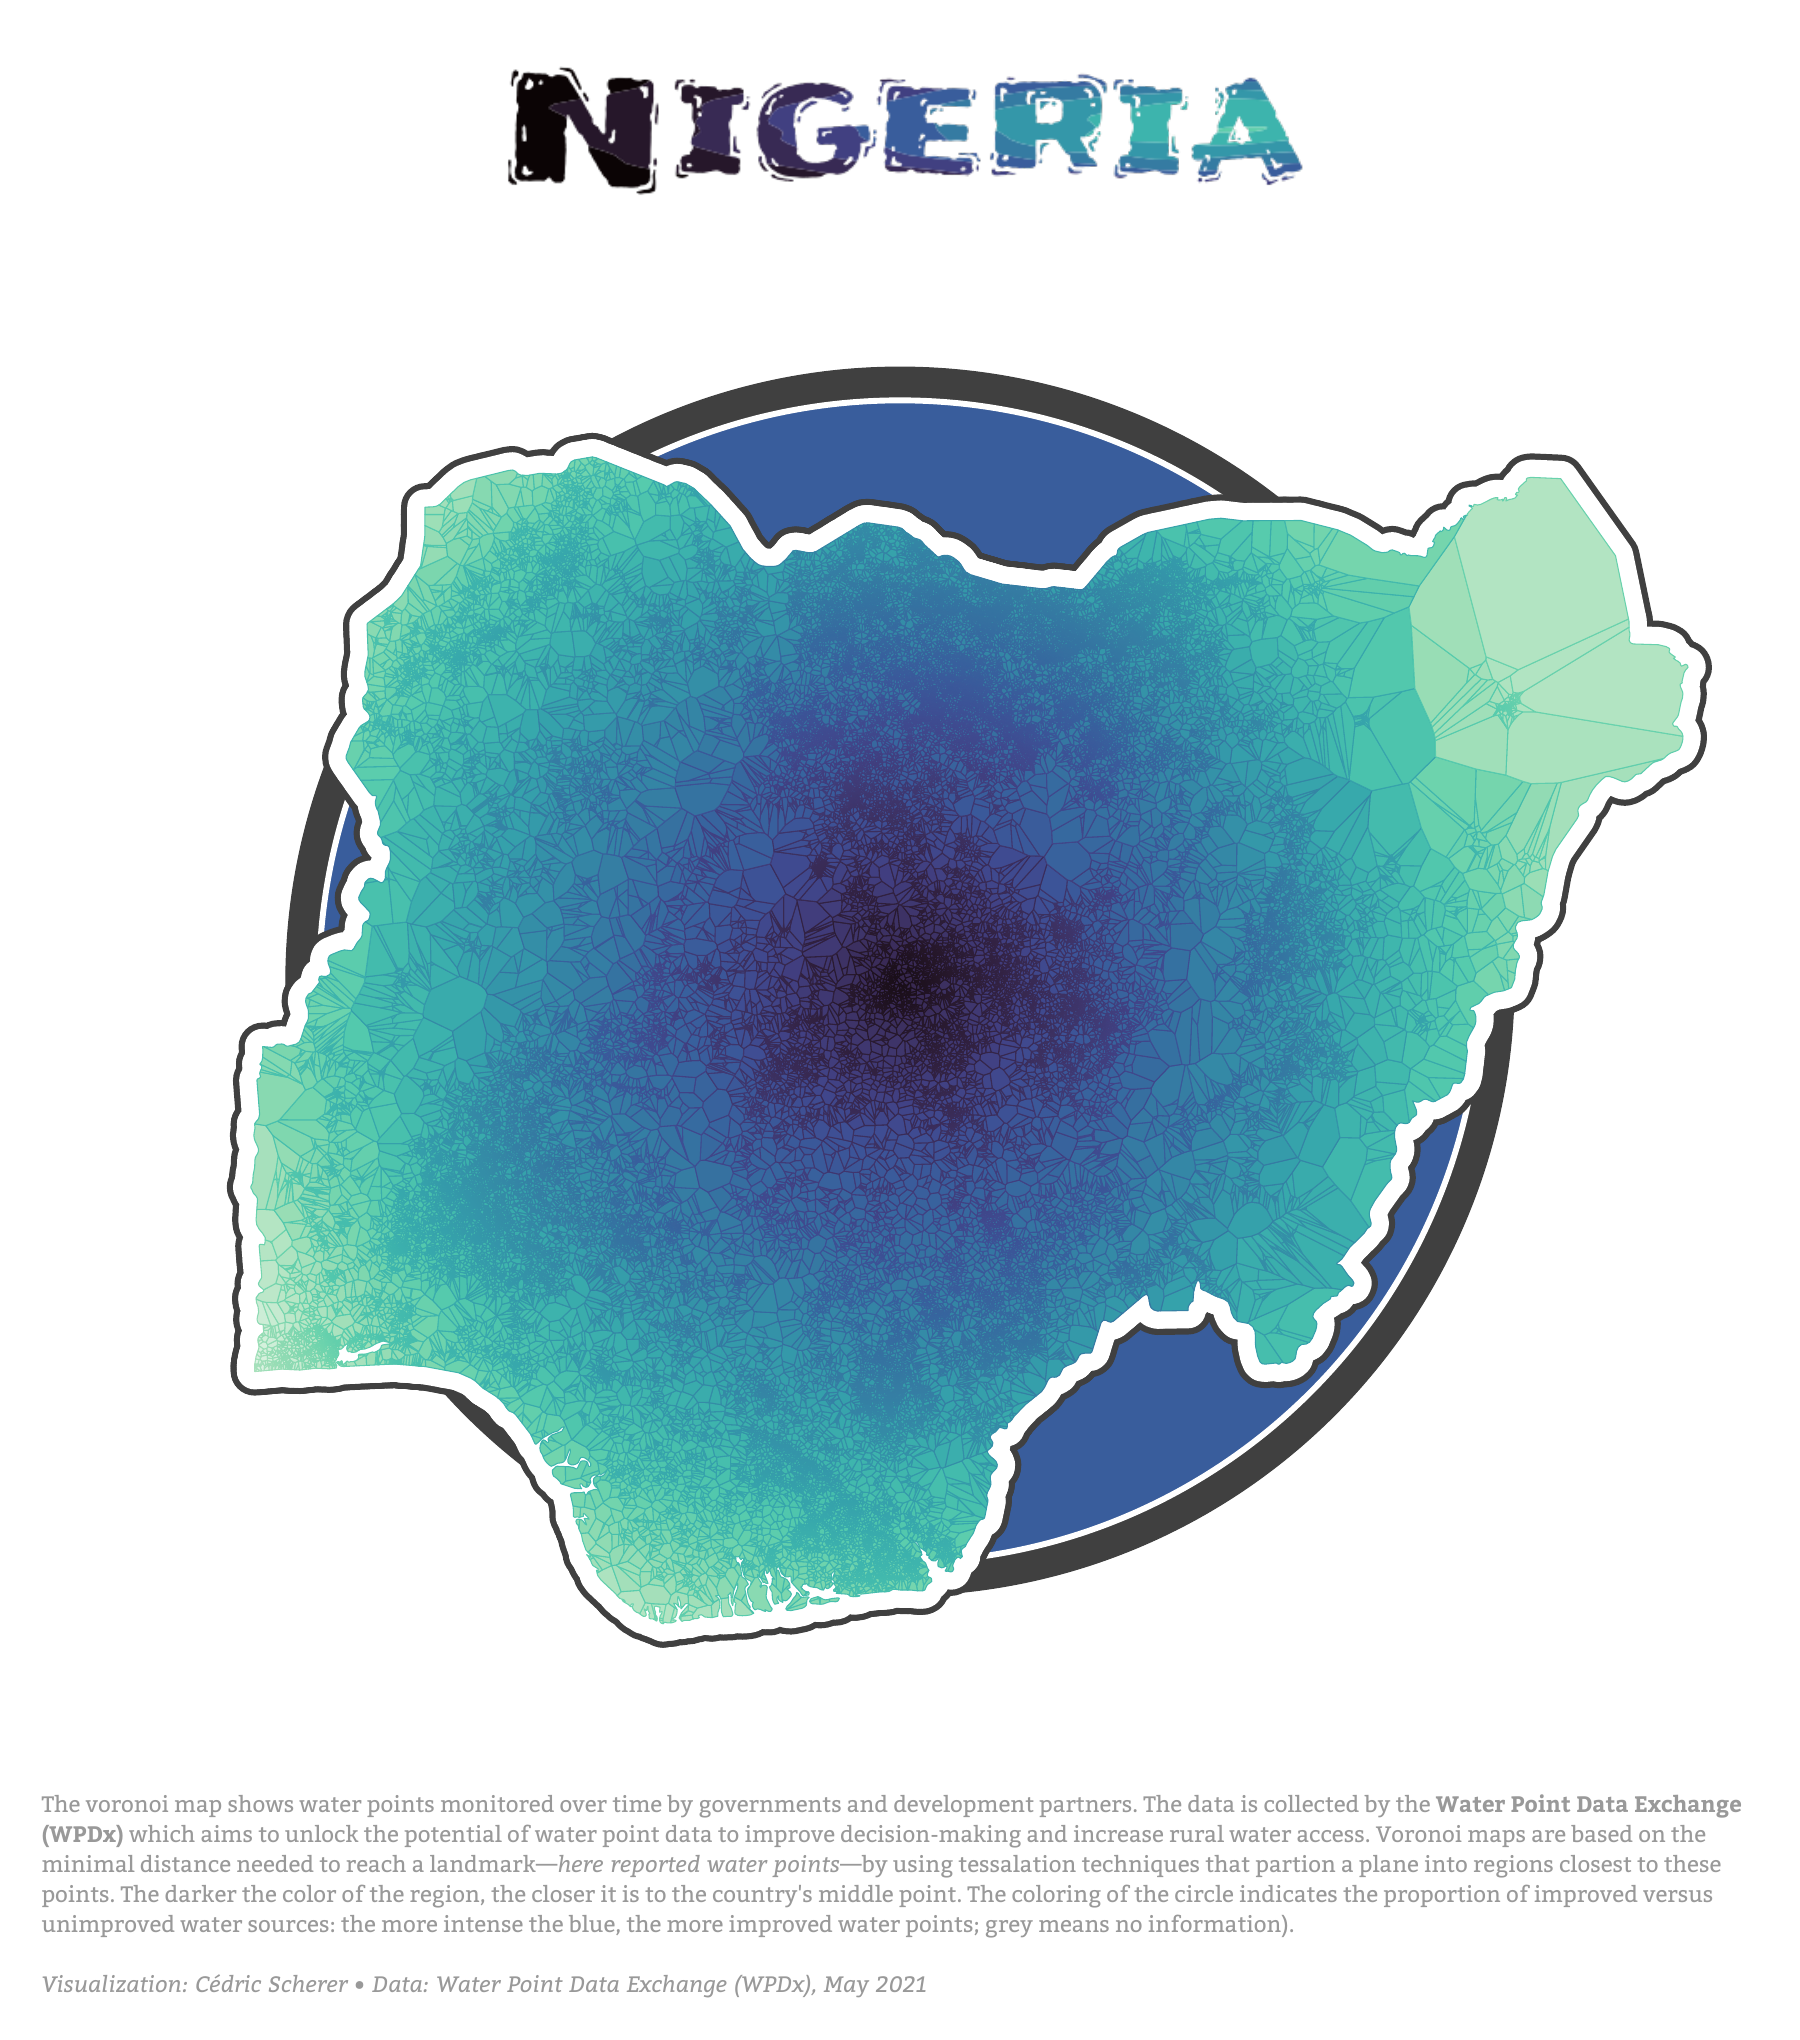 NIGERIA
The voronoi map shows water points monitored over time by governments and development partners. The data is collected by the Water Point Data Exchange
(WPDx) which aims to unlock the potential of water point data to improve decision-making and increase rural water access. Voronoi maps are based on the
minimal distance needed to reach a landmark—here reported water points—by using tessalation techniques that partion a plane into regions closest to these
points. The darker the color of the region, the closer it is to the country's middle point. The coloring of the circle indicates the proportion of improved versus
unimproved water sources: the more intense the blue, the more improved water points; grey means no information).
Visualization: Cédric Scherer • Data: Water Point Data Exchange (WPDx), May 2021